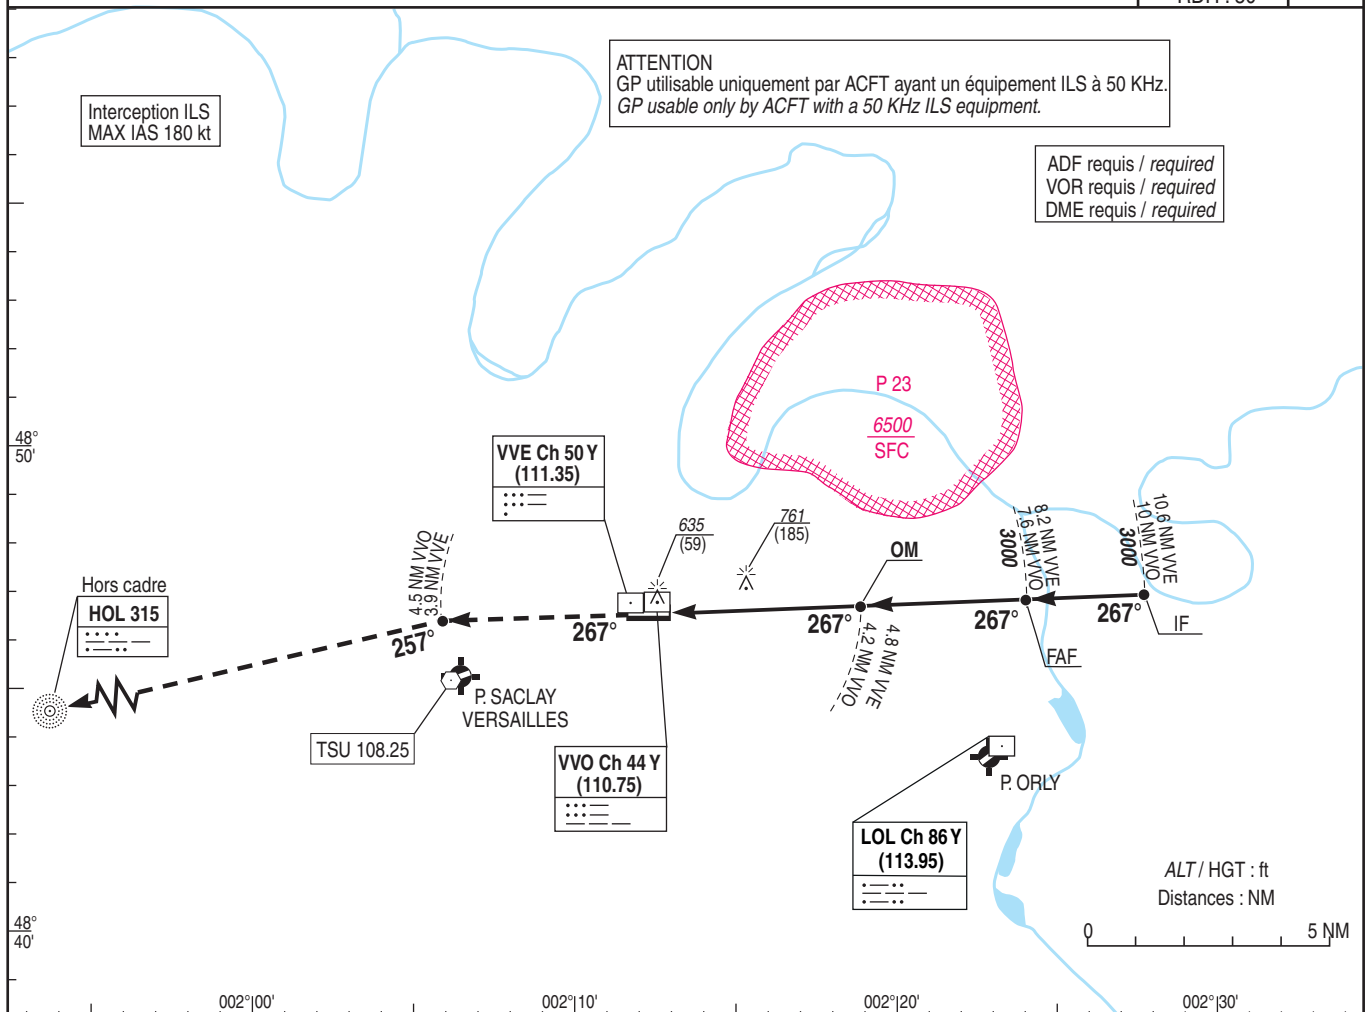 Interception ILS
MAX IAS 180 kt
ATTENTION
GP utilisable uniquement par ACFT ayant un équipement ILS à 50 KHz.
GP usable only by ACFT with a 50 KHz ILS equipment.
ADF requis / required
VOR requis / required
DME requis / required
P 23
6500
SFC
48°
50'
VVE Ch 50 Y
(111.35)
635
(59)
761
(185)
OM
8.2 NM VVE
7.6 NM VVO
3000
10.6 NM VVE
10 NM VVO
3000
4.5 NM VVO
3.9 NM VVE
Hors cadre
HOL 315
257°
267°
267°
267°
267°
IF
FAF
4.8 NM VVE
4.2 NM VVO
P. SACLAY
VERSAILLES
TSU 108.25
VVO Ch 44 Y
(110.75)
P. ORLY
LOL Ch 86 Y
(113.95)
ALT / HGT : ft
Distances : NM
0
5 NM
48°
40'
002°00'
002°10'
002°20'
002°30'